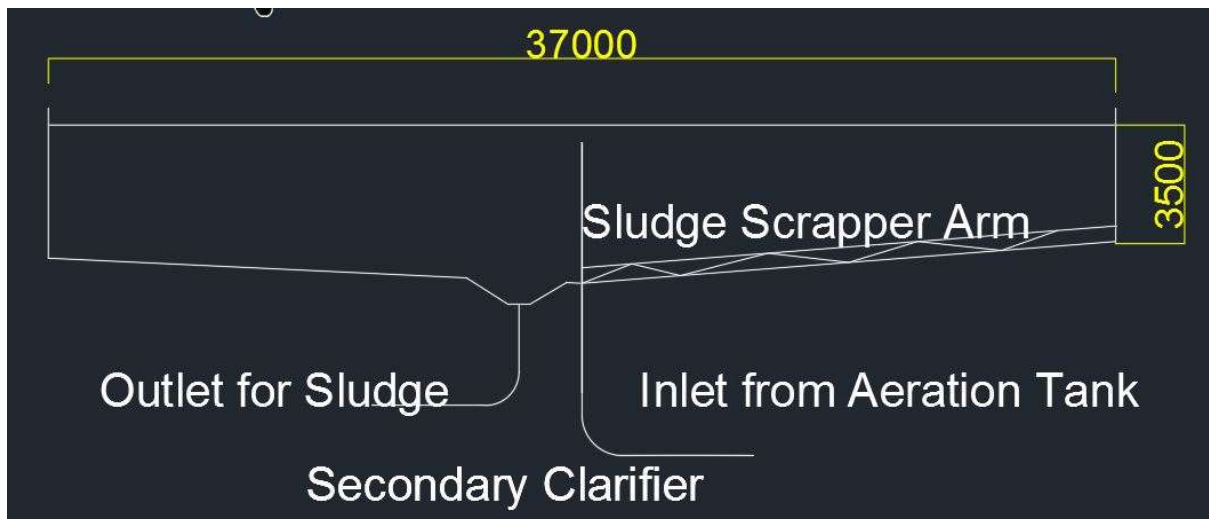 37000
3500
Sludge Scrapper Arm
Outlet for Sludge
Inlet from Aeration Tank
Secondary Clarifier